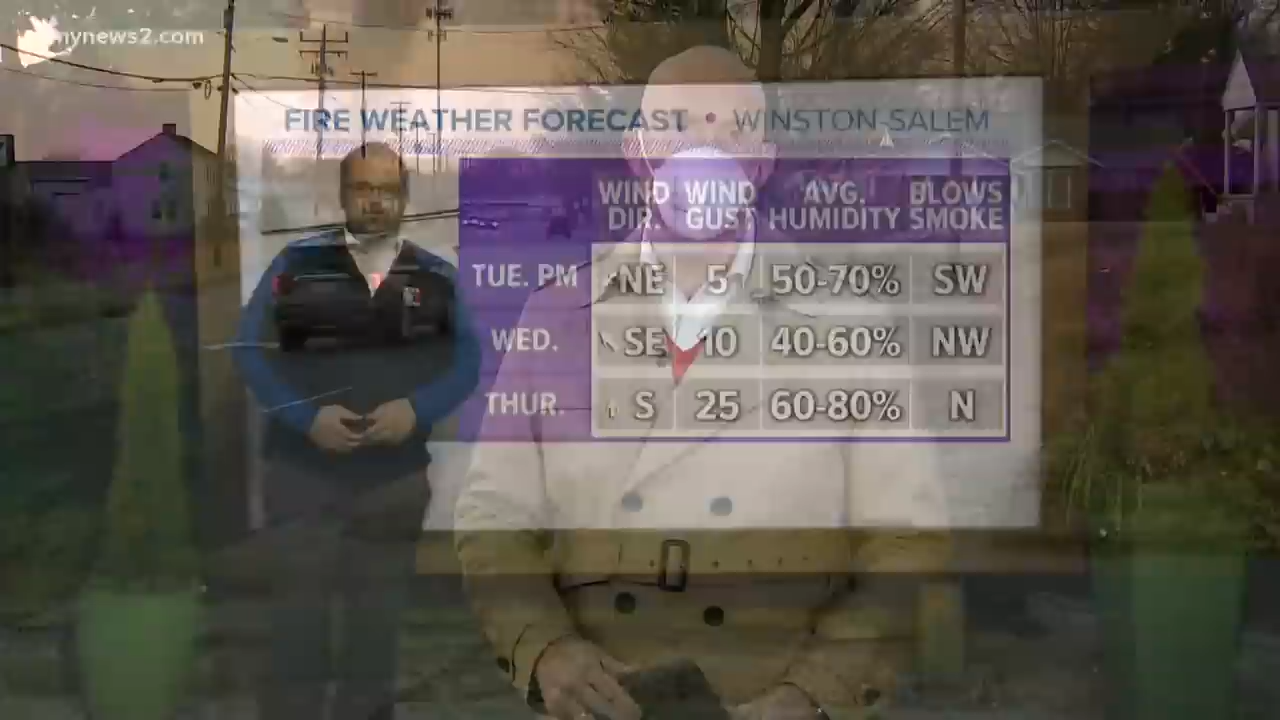 mynews2.com
FIRE WEATHER FORECAST • WINSTON-SALEM
WIND DIR. WIND GUST AVG. HUMIDITY BLOWS SMOKE
TUE. PM NE 5 50-70% SW
WED. SE 10 40-60% NW
THUR. S 25 60-80% N